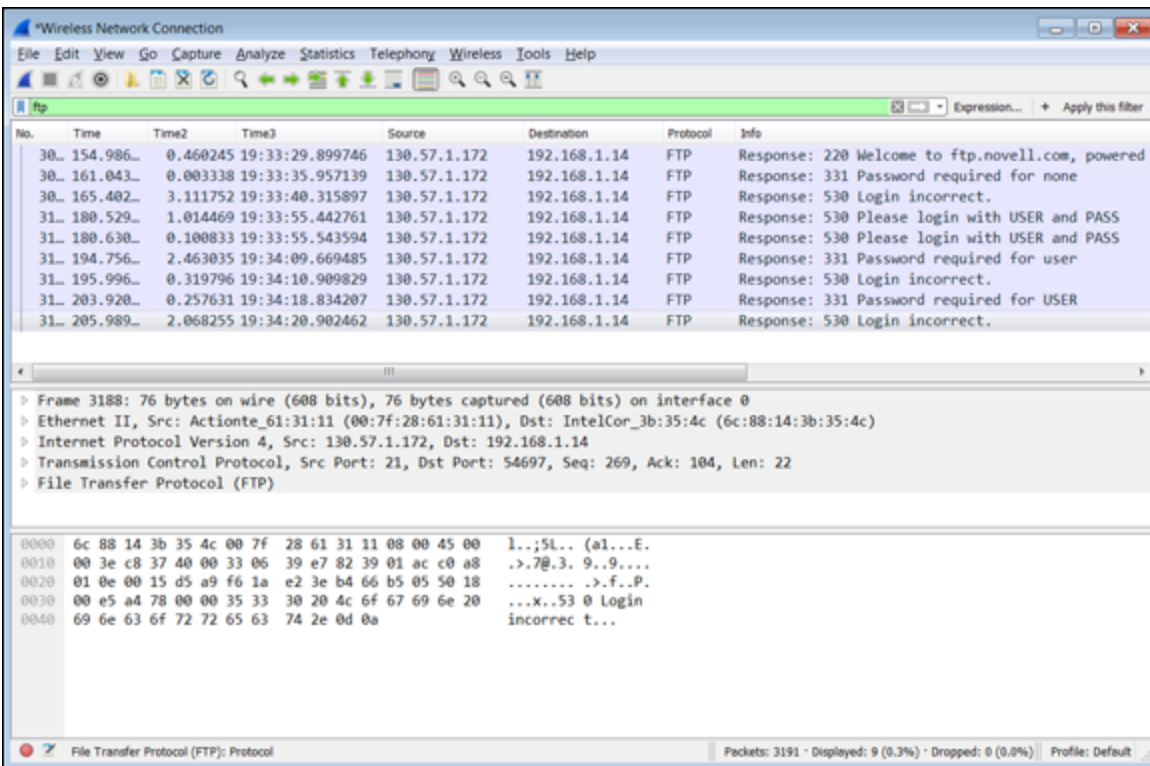 *Wireless Network Connection
File Edit View Go Capture Analyze Statistics Telephony Wireless Tools Help
ftp Expression... + Apply this filter
No. Time Time2 Time3 Source Destination Protocol Info
30… 154.986… 0.460245 19:33:29.899746 130.57.1.172 192.168.1.14 FTP Response: 220 Welcome to ftp.novell.com, powered
30… 161.043… 0.003338 19:33:35.957139 130.57.1.172 192.168.1.14 FTP Response: 331 Password required for none
30… 165.402… 3.111752 19:33:40.315897 130.57.1.172 192.168.1.14 FTP Response: 530 Login incorrect.
31… 180.529… 1.014469 19:33:55.442761 130.57.1.172 192.168.1.14 FTP Response: 530 Please login with USER and PASS
31… 180.630… 0.100833 19:33:55.543594 130.57.1.172 192.168.1.14 FTP Response: 530 Please login with USER and PASS
31… 194.756… 2.463035 19:34:09.669485 130.57.1.172 192.168.1.14 FTP Response: 331 Password required for user
31… 195.996… 0.319796 19:34:10.909829 130.57.1.172 192.168.1.14 FTP Response: 530 Login incorrect.
31… 203.920… 0.257631 19:34:18.834207 130.57.1.172 192.168.1.14 FTP Response: 331 Password required for USER
31… 205.989… 2.068255 19:34:20.902462 130.57.1.172 192.168.1.14 FTP Response: 530 Login incorrect.
Frame 3188: 76 bytes on wire (608 bits), 76 bytes captured (608 bits) on interface 0
Ethernet II, Src: Actionte_61:31:11 (00:7f:28:61:31:11), Dst: IntelCor_3b:35:4c (6c:88:14:3b:35:4c)
Internet Protocol Version 4, Src: 130.57.1.172, Dst: 192.168.1.14
Transmission Control Protocol, Src Port: 21, Dst Port: 54697, Seq: 269, Ack: 104, Len: 22
File Transfer Protocol (FTP)
0000 6c 88 14 3b 35 4c 00 7f 28 61 31 11 08 00 45 00 l..;5L.. (a1...E.
0010 00 3e c8 37 40 00 33 06 39 e7 82 39 01 ac c0 a8 .>.7@.3. 9..9....
0020 01 0e 00 15 d5 a9 f6 1a e2 3e b4 66 b5 05 50 18 ........ .>.f..P.
0030 00 e5 a4 78 00 00 35 33 30 20 4c 6f 67 69 6e 20 ...x..53 0 Login
0040 69 6e 63 6f 72 72 65 63 74 2e 0d 0a incorrec t...
File Transfer Protocol (FTP): Protocol Packets: 3191 · Displayed: 9 (0.3%) · Dropped: 0 (0.0%) Profile: Default